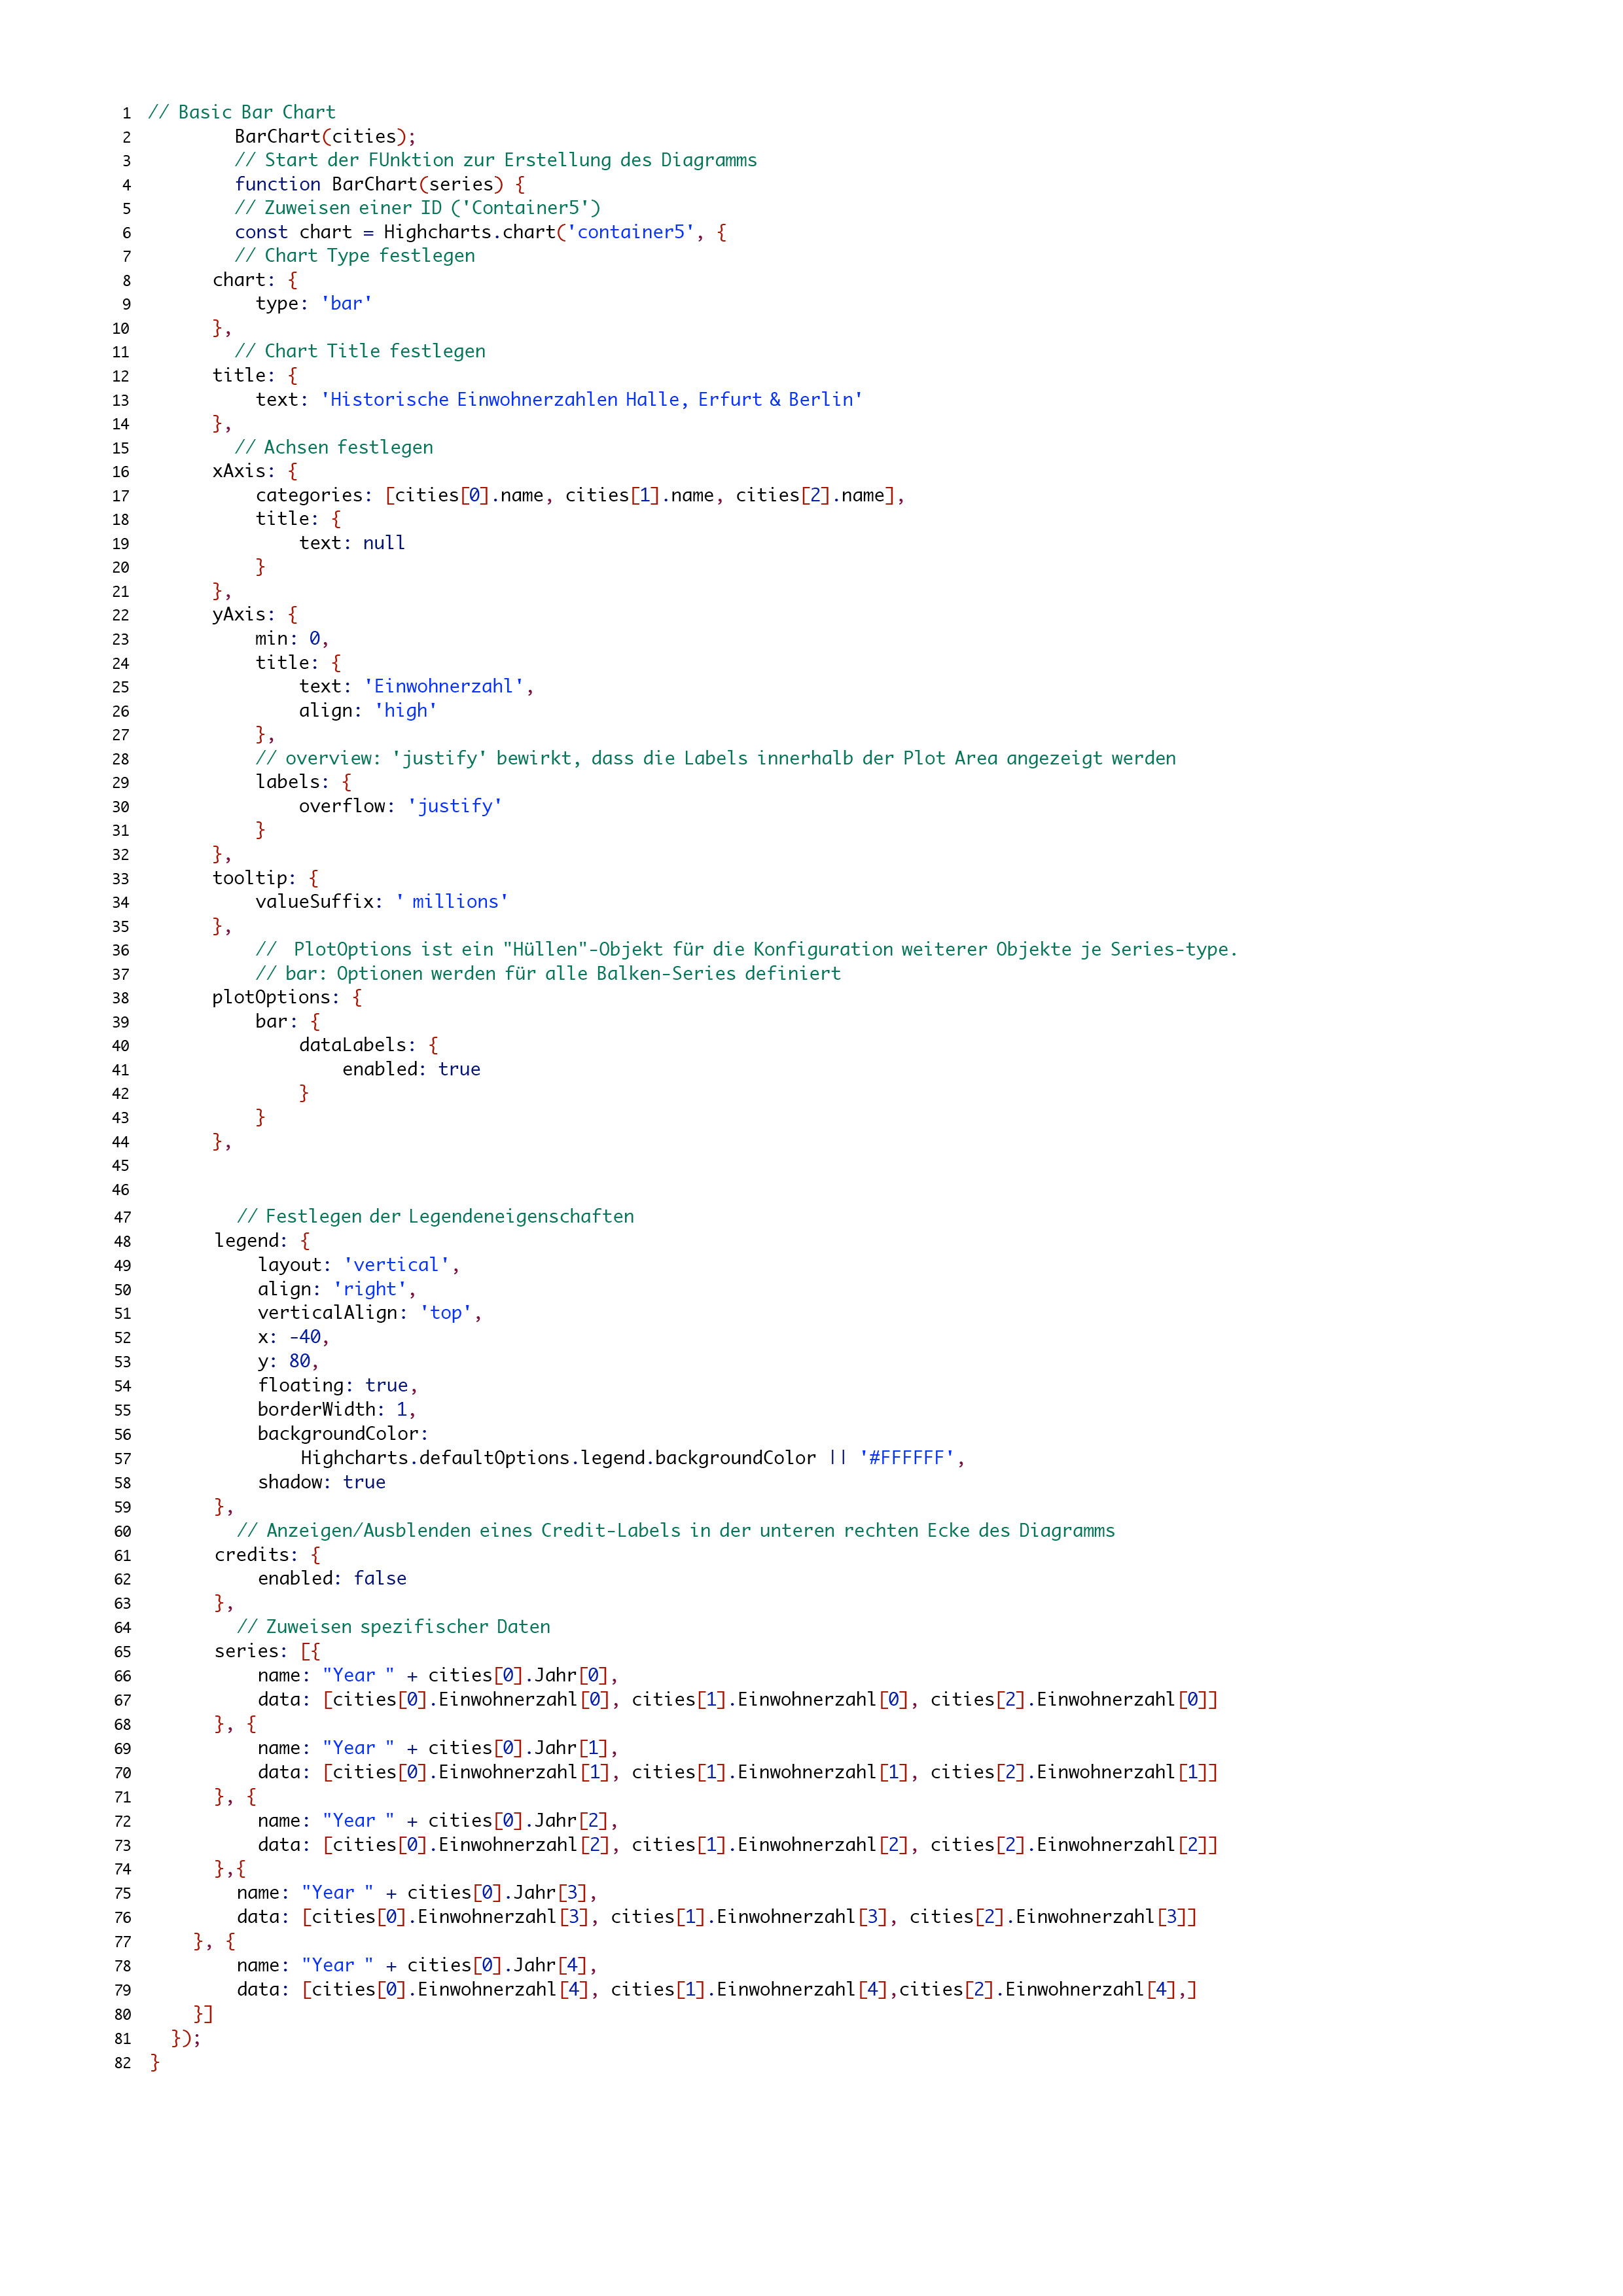 1 // Basic Bar Chart
2 BarChart(cities);
3 // Start der FUnktion zur Erstellung des Diagramms
4 function BarChart(series) {
5 // Zuweisen einer ID ('Container5')
6 const chart = Highcharts.chart('container5', {
7 // Chart Type festlegen
8 chart: {
9 type: 'bar'
10 },
11 // Chart Title festlegen
12 title: {
13 text: 'Historische Einwohnerzahlen Halle, Erfurt & Berlin'
14 },
15 // Achsen festlegen
16 xAxis: {
17 categories: [cities[0].name, cities[1].name, cities[2].name],
18 title: {
19 text: null
20 }
21 },
22 yAxis: {
23 min: 0,
24 title: {
25 text: 'Einwohnerzahl',
26 align: 'high'
27 },
28 // overview: 'justify' bewirkt, dass die Labels innerhalb der Plot Area angezeigt werden
29 labels: {
30 overflow: 'justify'
31 }
32 },
33 tooltip: {
34 valueSuffix: ' millions'
35 },
36 //  PlotOptions ist ein "Hüllen"-Objekt für die Konfiguration weiterer Objekte je Series-type.
37 // bar: Optionen werden für alle Balken-Series definiert
38 plotOptions: {
39 bar: {
40 dataLabels: {
41 enabled: true
42 }
43 }
44 },
45
46
47 // Festlegen der Legendeneigenschaften
48 legend: {
49 layout: 'vertical',
50 align: 'right',
51 verticalAlign: 'top',
52 x: -40,
53 y: 80,
54 floating: true,
55 borderWidth: 1,
56 backgroundColor:
57 Highcharts.defaultOptions.legend.backgroundColor || '#FFFFFF',
58 shadow: true
59 },
60 // Anzeigen/Ausblenden eines Credit-Labels in der unteren rechten Ecke des Diagramms
61 credits: {
62 enabled: false
63 },
64 // Zuweisen spezifischer Daten
65 series: [{
66 name: "Year " + cities[0].Jahr[0],
67 data: [cities[0].Einwohnerzahl[0], cities[1].Einwohnerzahl[0], cities[2].Einwohnerzahl[0]]
68 }, {
69 name: "Year " + cities[0].Jahr[1],
70 data: [cities[0].Einwohnerzahl[1], cities[1].Einwohnerzahl[1], cities[2].Einwohnerzahl[1]]
71 }, {
72 name: "Year " + cities[0].Jahr[2],
73 data: [cities[0].Einwohnerzahl[2], cities[1].Einwohnerzahl[2], cities[2].Einwohnerzahl[2]]
74 },{
75 name: "Year " + cities[0].Jahr[3],
76 data: [cities[0].Einwohnerzahl[3], cities[1].Einwohnerzahl[3], cities[2].Einwohnerzahl[3]]
77 }, {
78 name: "Year " + cities[0].Jahr[4],
79 data: [cities[0].Einwohnerzahl[4], cities[1].Einwohnerzahl[4],cities[2].Einwohnerzahl[4],]
80 }]
81 });
82 }